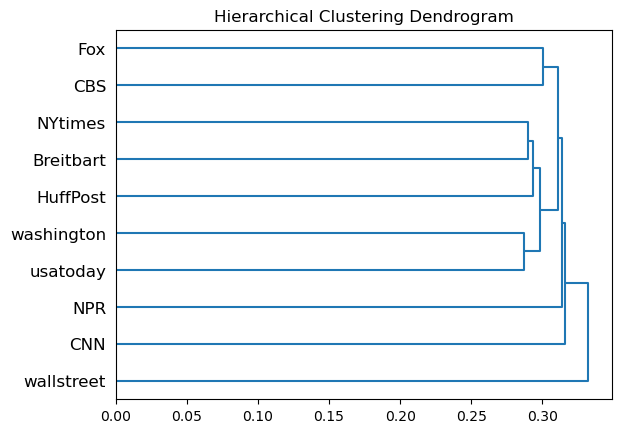 Hierarchical Clustering Dendrogram
Fox
CBS
NYtimes
Breitbart
HuffPost
washington
usatoday
NPR
CNN
wallstreet
0.00 0.05 0.10 0.15 0.20 0.25 0.30